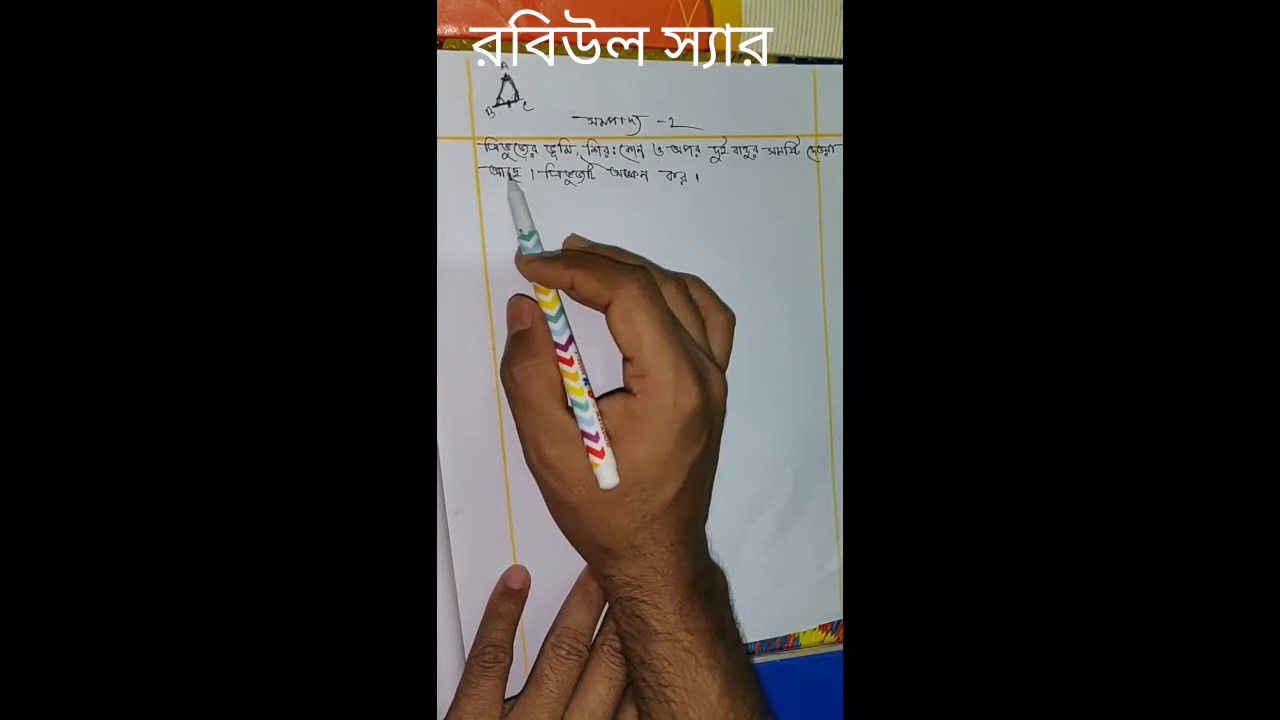 রবিউল স্যার
A
B C
সম্পাদ্য - ২
ত্রিভুজের ভূমি, শির:কোন ও অপর দুই বাহুর সমষ্টি দেওয়া
আছে । ত্রিভুজটি অঙ্কন কর ।